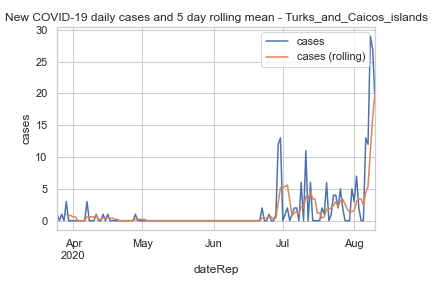 New COVID-19 daily cases and 5 day rolling mean - Turks_and_Caicos_islands
cases
cases (rolling)
30
25
20
15
10
5
0
cases
Apr
2020
May
Jun
Jul
Aug
dateRep